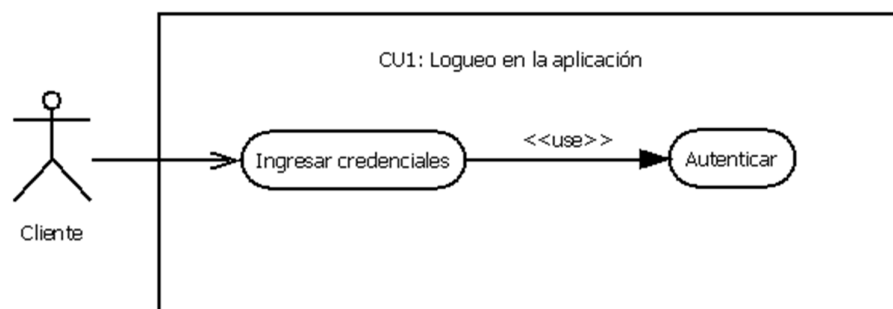 CU1: Logueo en la aplicación
Ingresar credenciales
<<use>>
Autenticar
Cliente